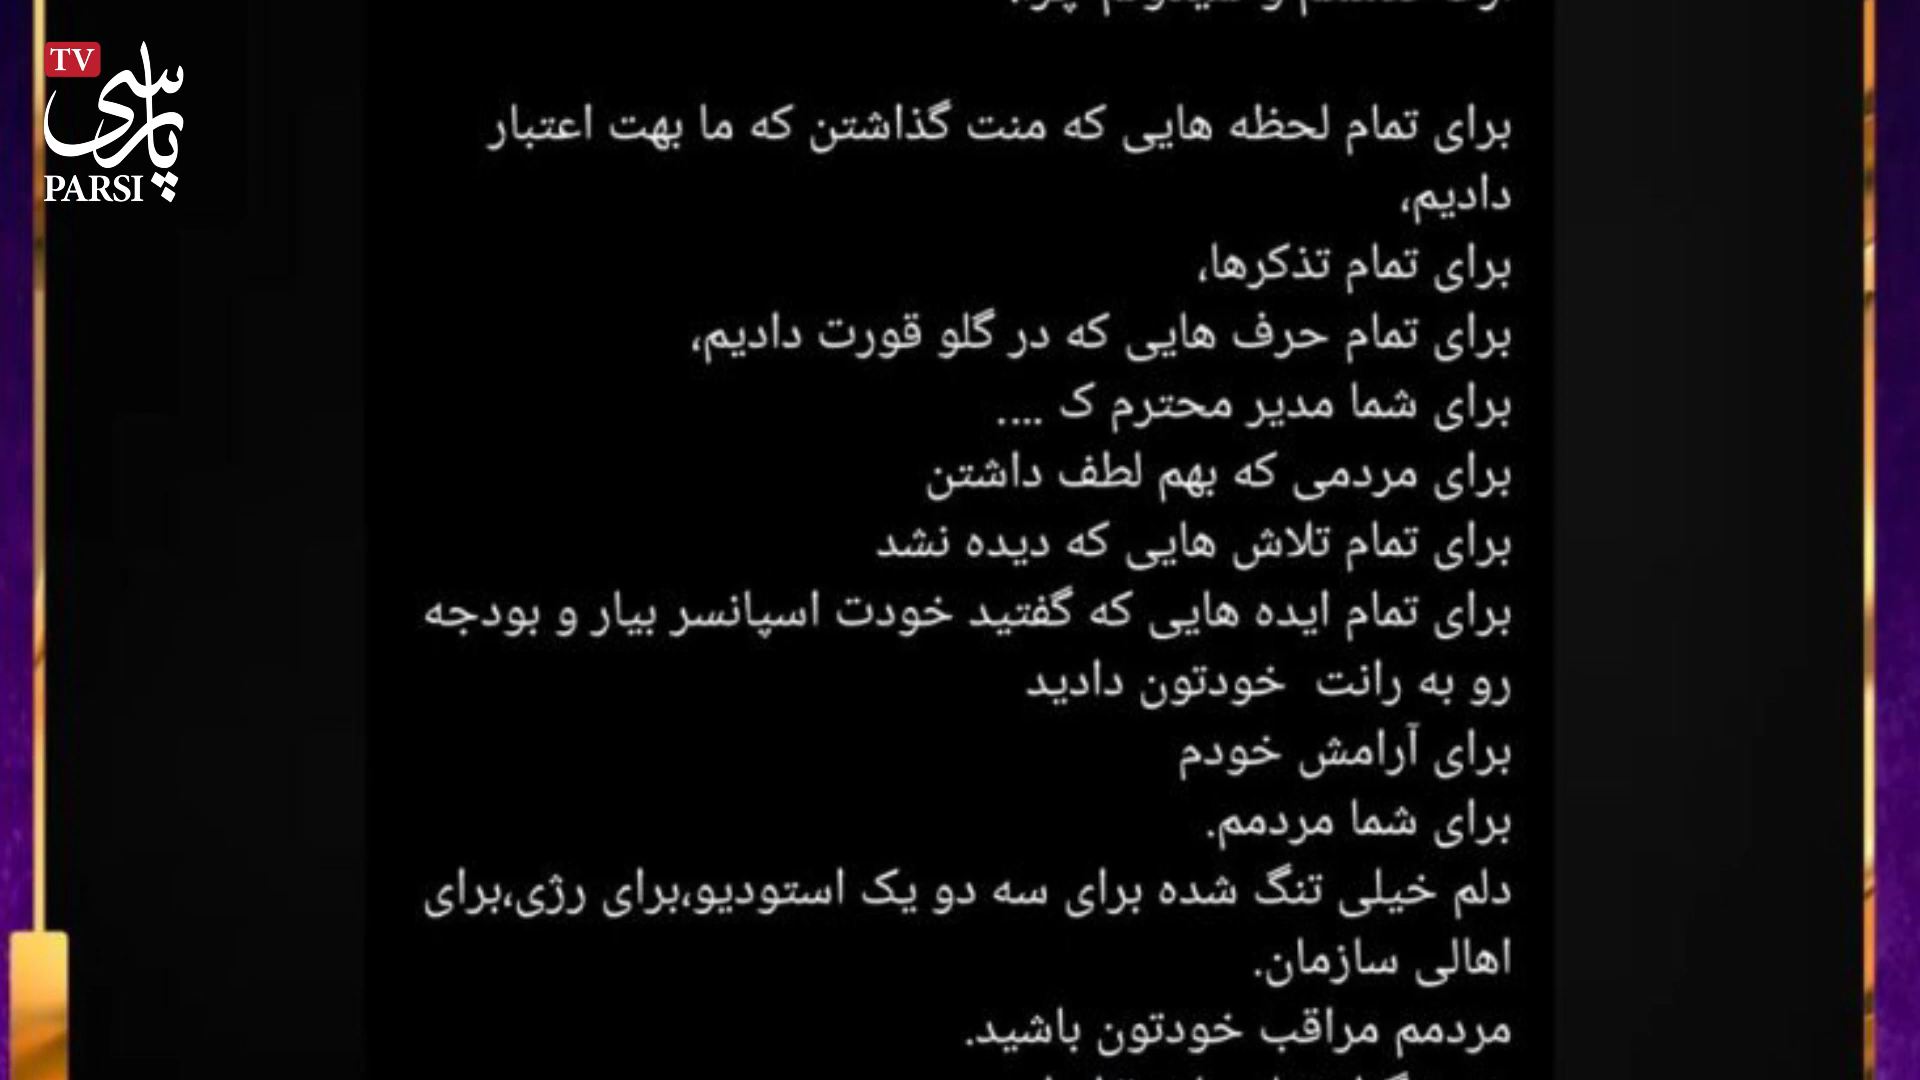 TV
پارسی
PARSI
برای تمام لحظه هایی که منت گذاشتن که ما بهت اعتبار
دادیم،
برای تمام تذکرها،
برای تمام حرف هایی که در گلو قورت دادیم،
برای شما مدیر محترم ک ....
برای مردمی که بهم لطف داشتن
برای تمام تلاش هایی که دیده نشد
برای تمام ایده هایی که گفتید خودت اسپانسر بیار و بودجه
رو به رانت  خودتون دادید
برای آرامش خودم
برای شما مردمم.
دلم خیلی تنگ شده برای سه دو یک استودیو،برای رژی،برای
اهالی سازمان.
مردمم مراقب خودتون باشید.